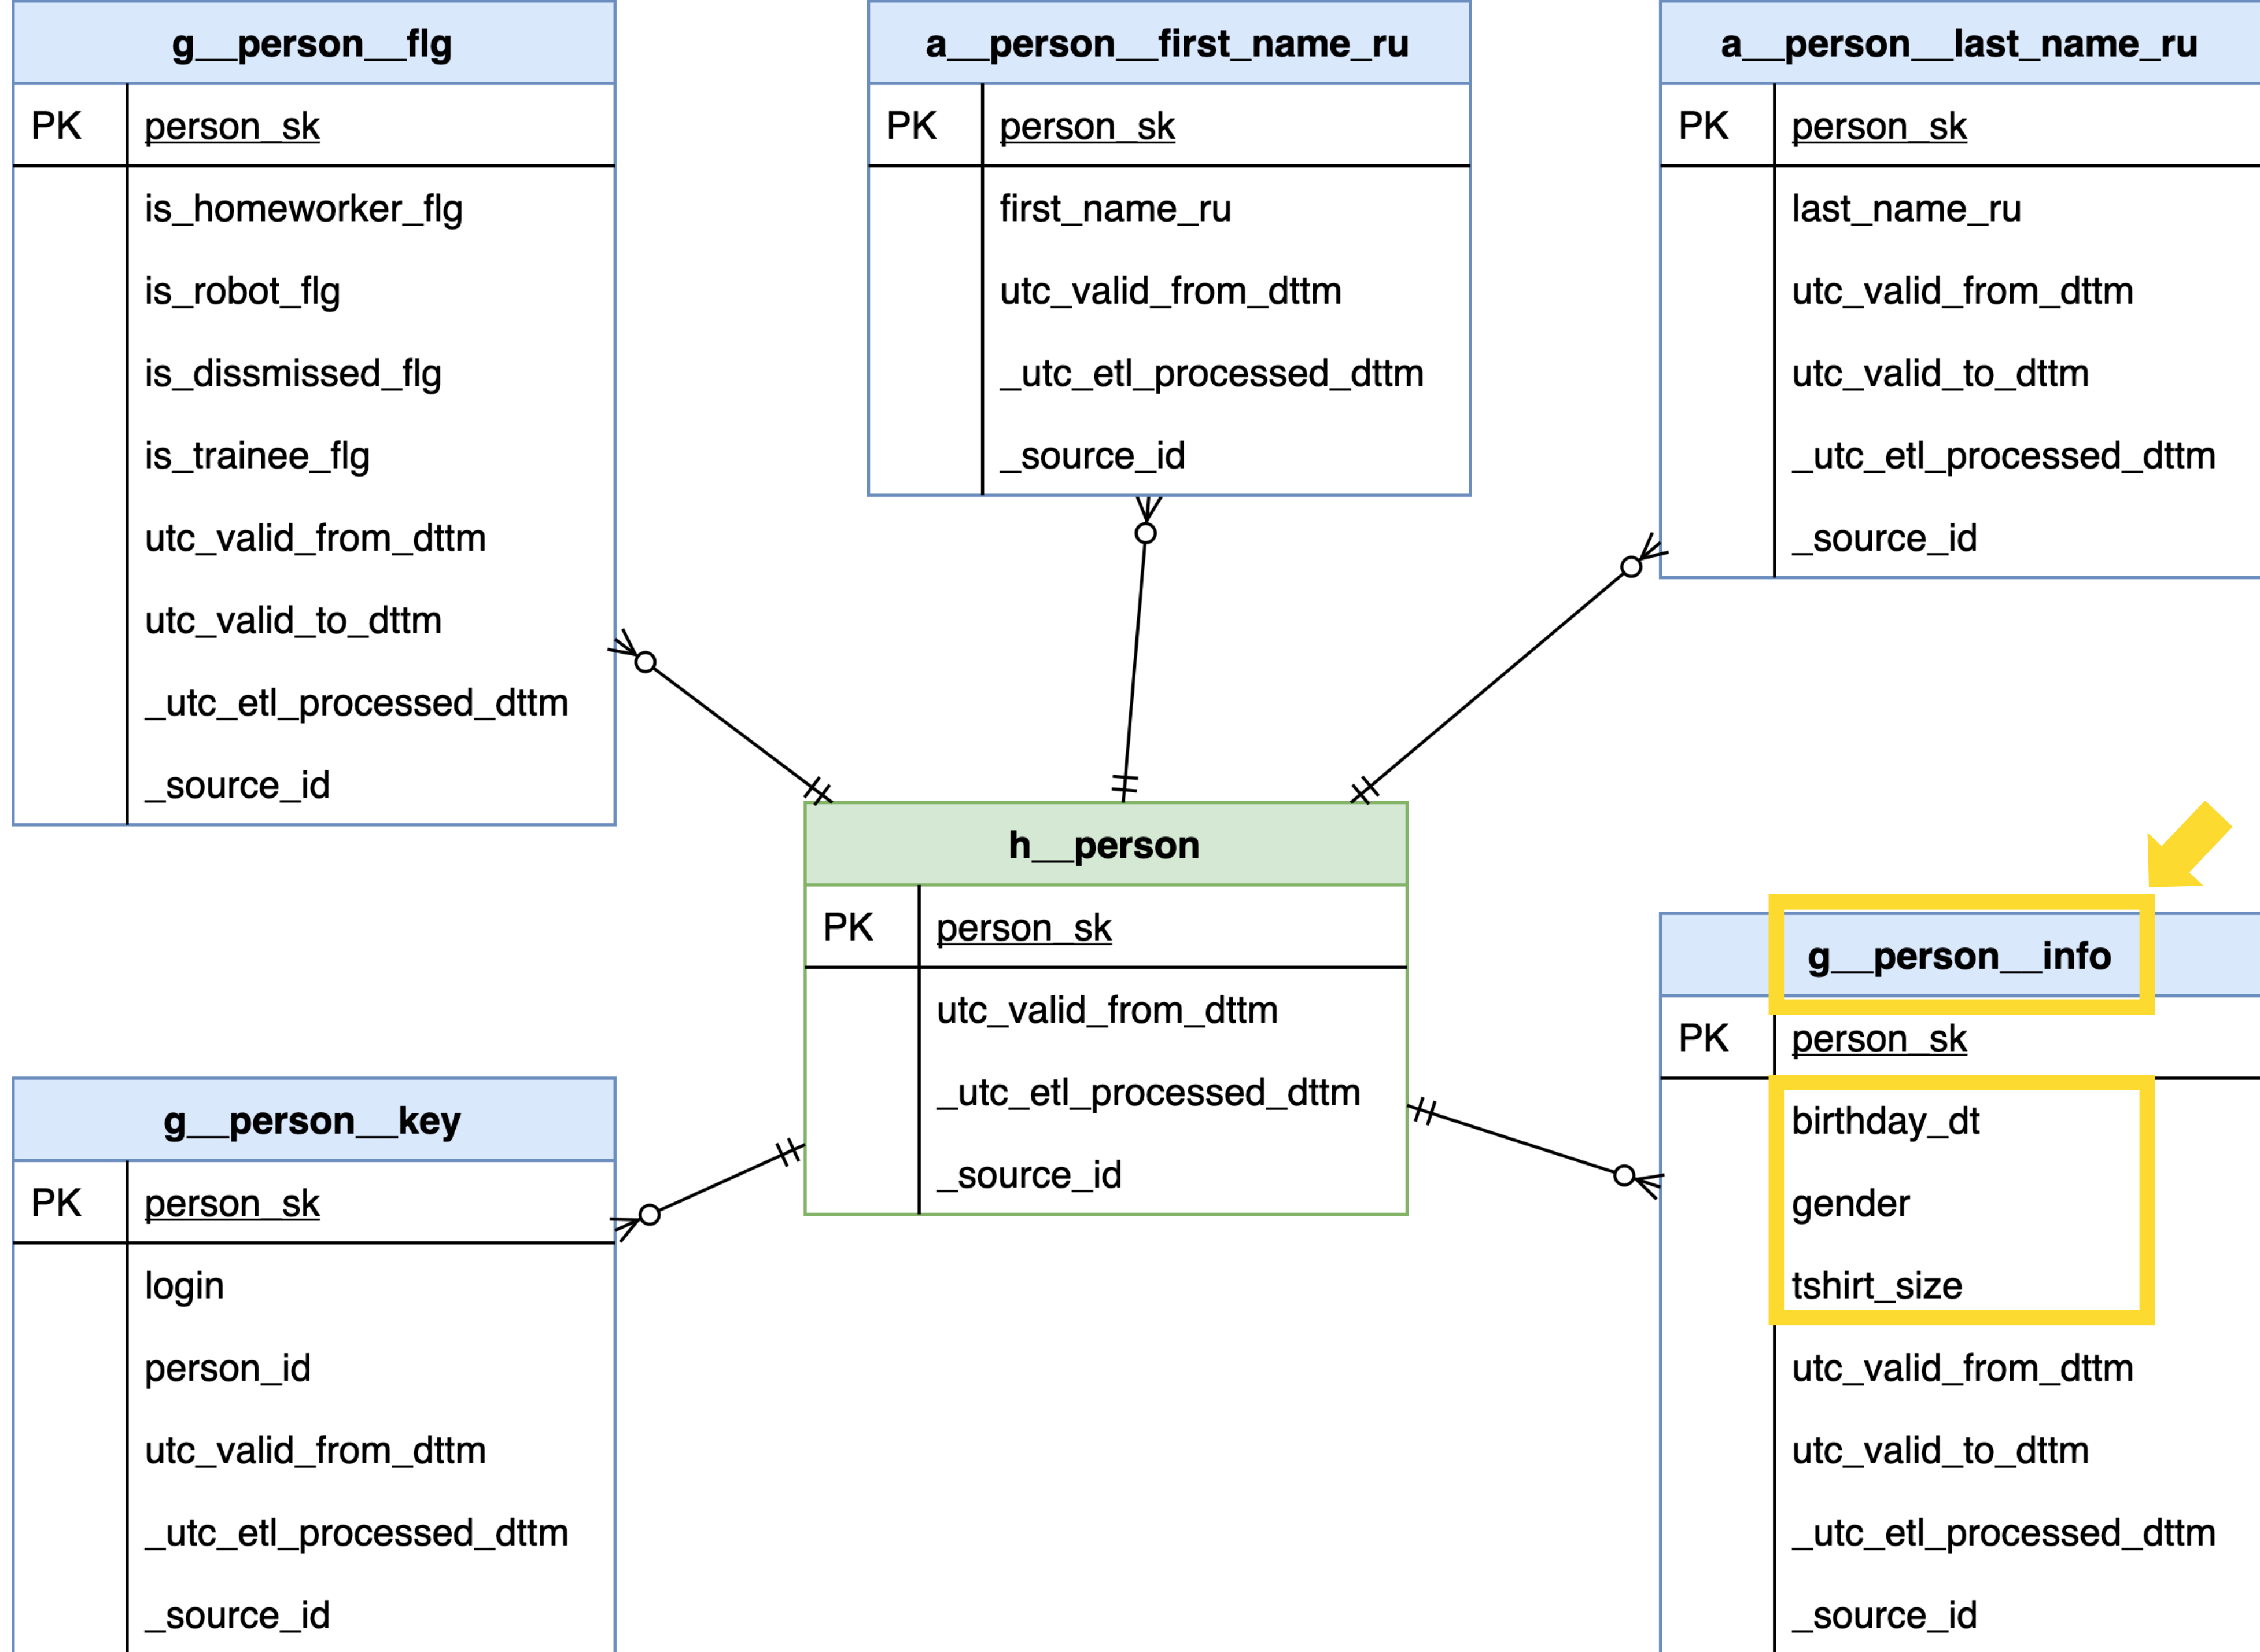 g__person__flg
PK person_sk
is_homeworker_flg
is_robot_flg
is_dissmissed_flg
is_trainee_flg
utc_valid_from_dttm
utc_valid_to_dttm
_utc_etl_processed_dttm
_source_id
a__person__first_name_ru
PK person_sk
first_name_ru
utc_valid_from_dttm
_utc_etl_processed_dttm
_source_id
a__person__last_name_ru
PK person_sk
last_name_ru
utc_valid_from_dttm
utc_valid_to_dttm
_utc_etl_processed_dttm
_source_id
h__person
PK person_sk
utc_valid_from_dttm
_utc_etl_processed_dttm
_source_id
g__person__key
PK person_sk
login
person_id
utc_valid_from_dttm
_utc_etl_processed_dttm
_source_id
g__person__info
PK person_sk
birthday_dt
gender
tshirt_size
utc_valid_from_dttm
utc_valid_to_dttm
_utc_etl_processed_dttm
_source_id